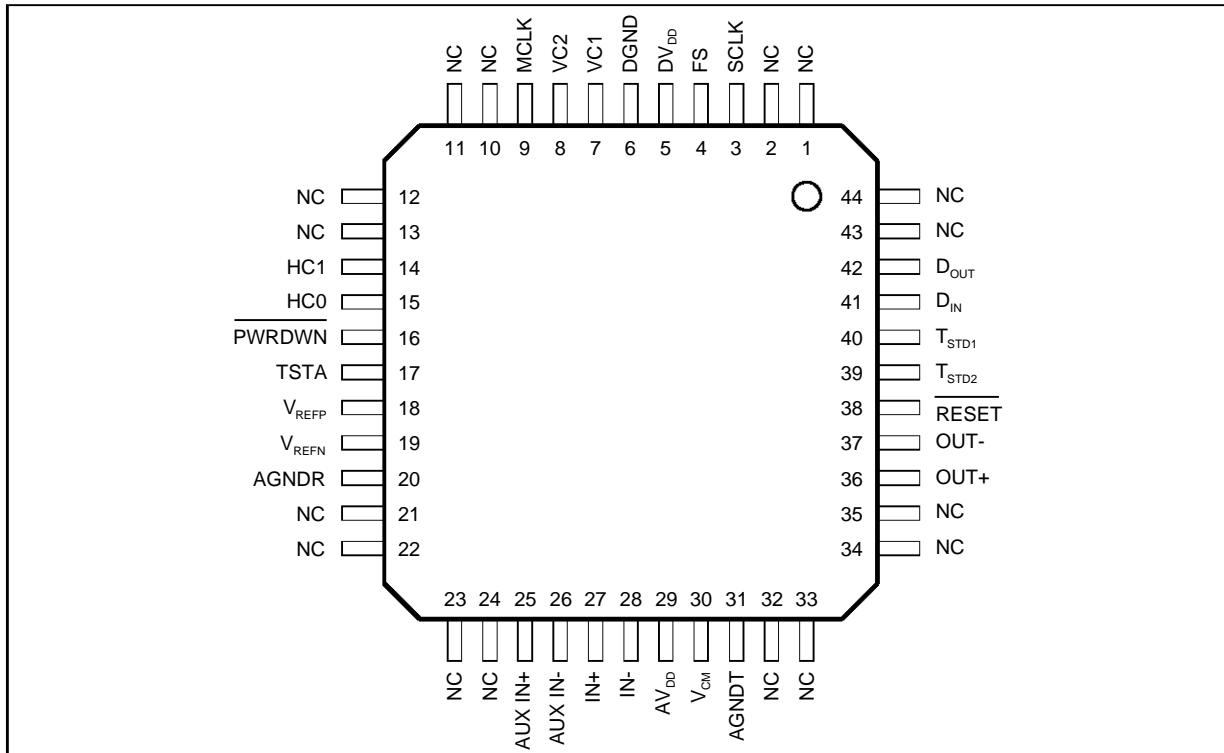 NC NC MCLK VC2 VC1 DGND DVDD FS SCLK NC NC
11 10 9 8 7 6 5 4 3 2 1
NC 12 44 NC
NC 13 43 NC
HC1 14 42 DOUT
HC0 15 41 DIN
PWRDWN 16 40 TSTD1
TSTA 17 39 TSTD2
VREFP 18 38 RESET
VREFN 19 37 OUT-
AGNDR 20 36 OUT+
NC 21 35 NC
NC 22 34 NC
23 24 25 26 27 28 29 30 31 32 33
NC NC AUX IN+ AUX IN- IN+ IN- AVDD VCM AGNDT NC NC